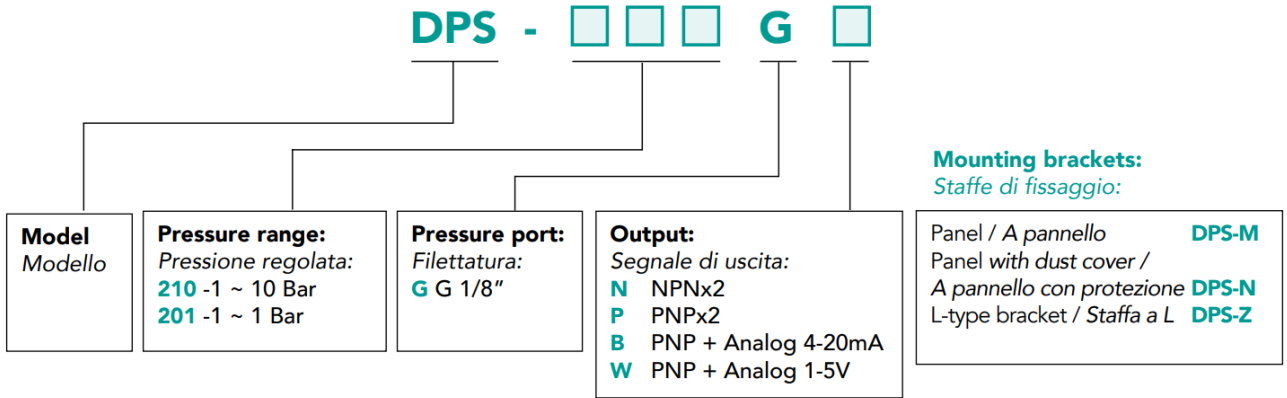 DPS - □ □ □ G □
Mounting brackets:
Staffe di fissaggio:
Model
Modello
Pressure range:
Pressione regolata:
210 -1 ~ 10 Bar
201 -1 ~ 1 Bar
Pressure port:
Filettatura:
G G 1/8”
Output:
Segnale di uscita:
N NPNx2
P PNPx2
B PNP + Analog 4-20mA
W PNP + Analog 1-5V
Panel / A pannello DPS-M
Panel with dust cover /
A pannello con protezione DPS-N
L-type bracket / Staffa a L DPS-Z